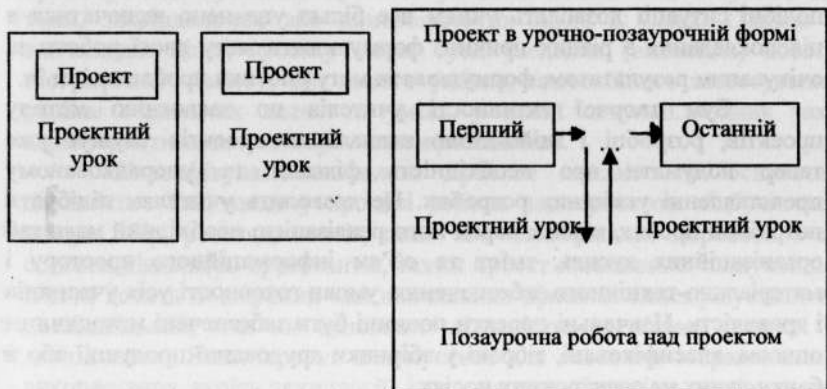 Проект
Проектний
урок
Проект
Проектний
урок
Проект в урочно-позаурочній формі
Перший
Останній
Проектний урок
Проектний урок
Позаурочна робота над проектом